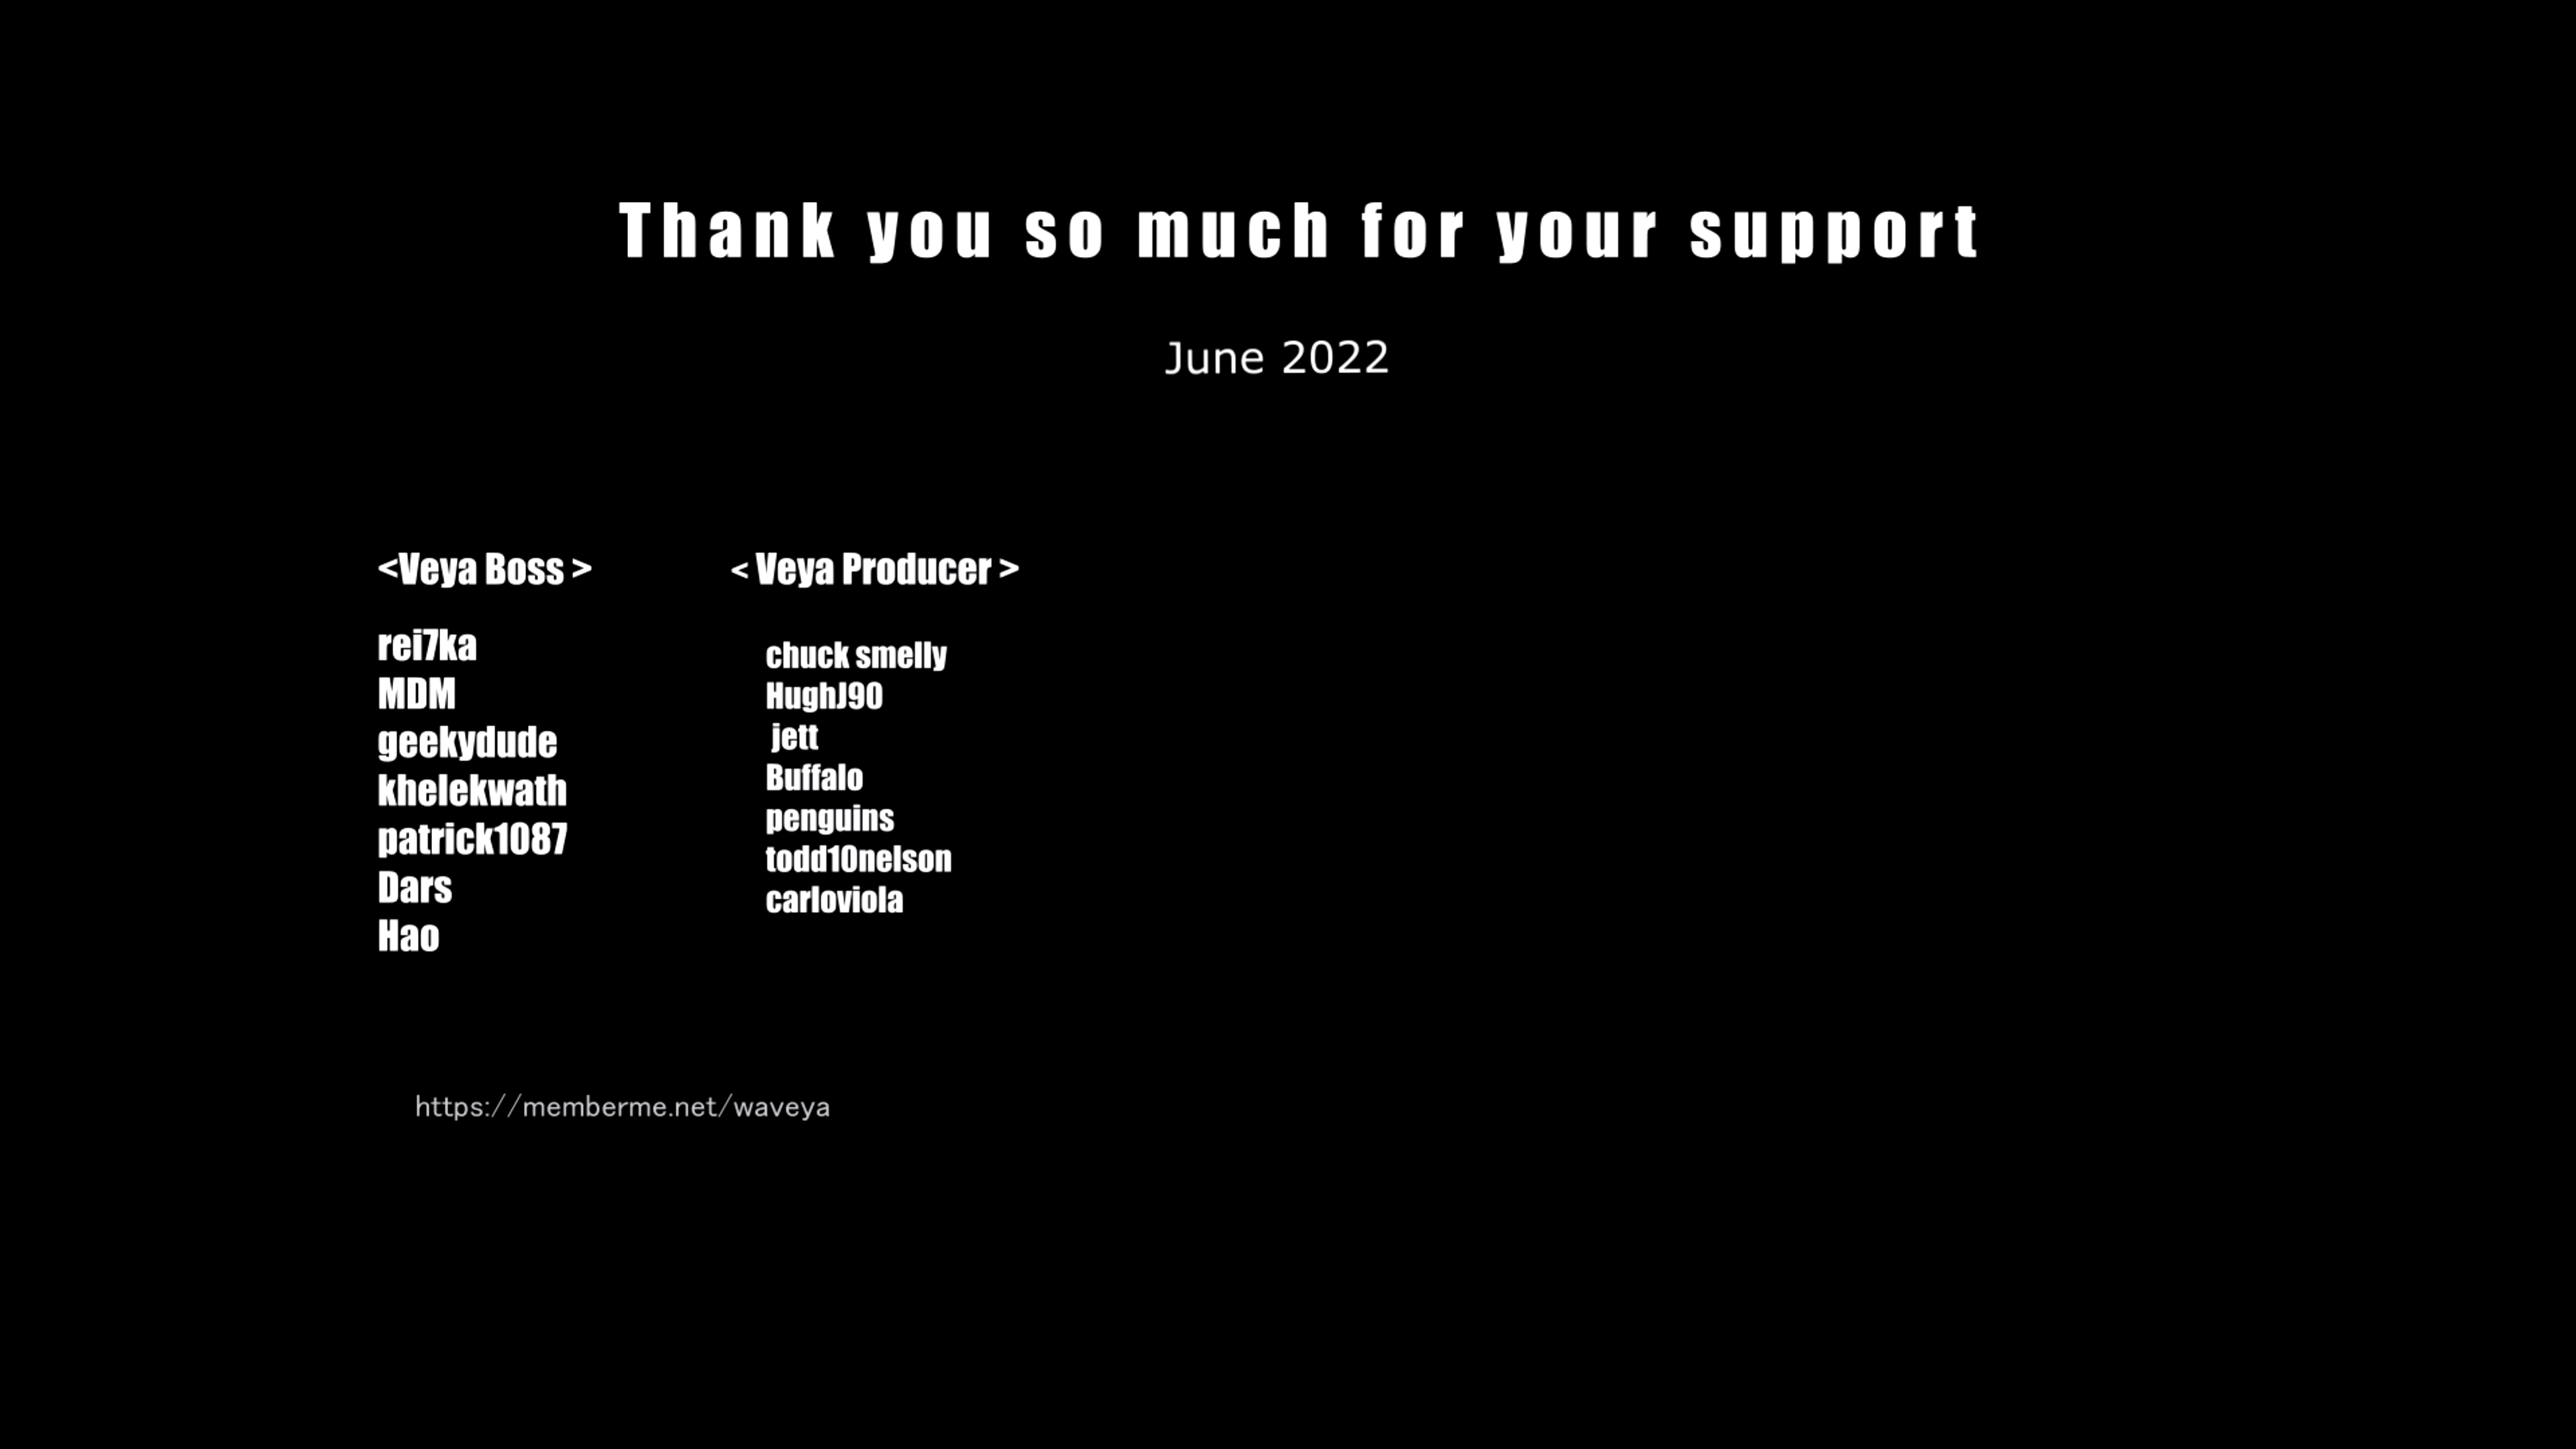 Thank you so much for your support
June 2022
<Veya Boss >
rei7ka
MDM
geekydude
khelekwath
patrick1087
Dars
Hao
< Veya Producer >
chuck smelly
HughJ90
jett
Buffalo
penguins
todd10nelson
carloviola
https://memberme.net/waveya